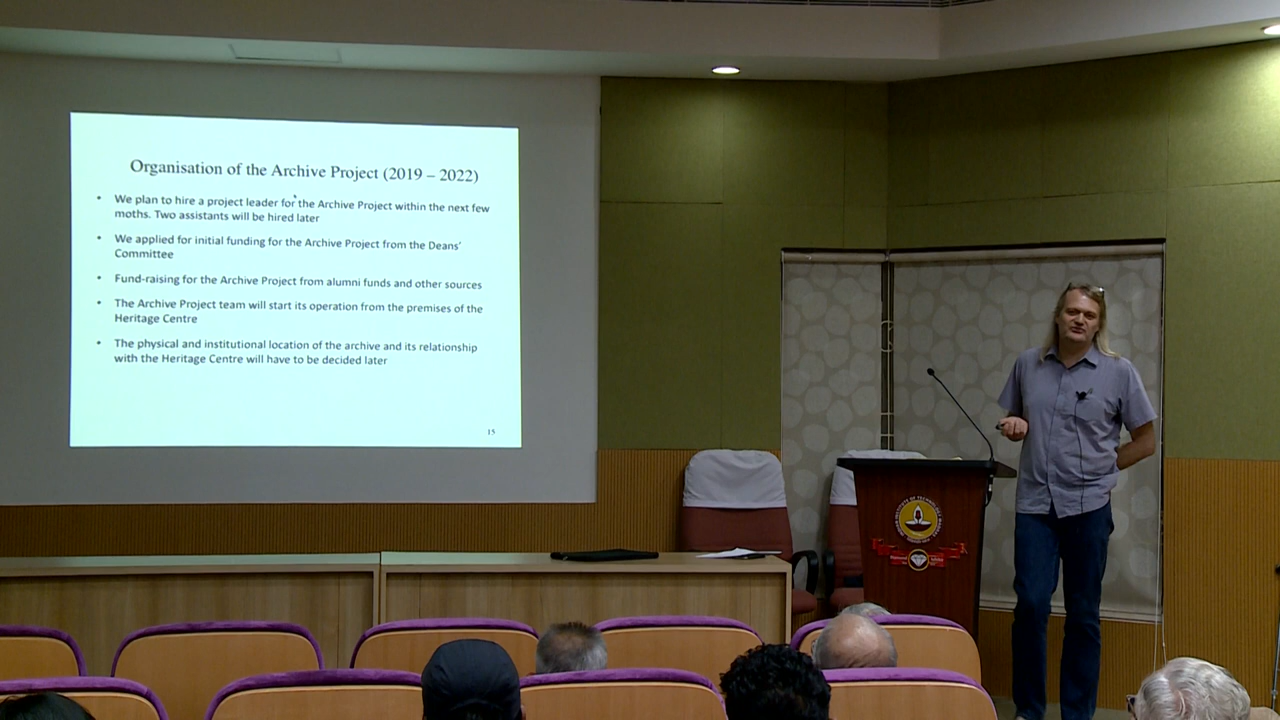 Organisation of the Archive Project (2019 – 2022)
• We plan to hire a project leader for the Archive Project within the next few
moths. Two assistants will be hired later
• We applied for initial funding for the Archive Project from the Deans'
Committee
• Fund-raising for the Archive Project from alumni funds and other sources
• The Archive Project team will start its operation from the premises of the
Heritage Centre
• The physical and institutional location of the archive and its relationship
with the Heritage Centre will have to be decided later
15